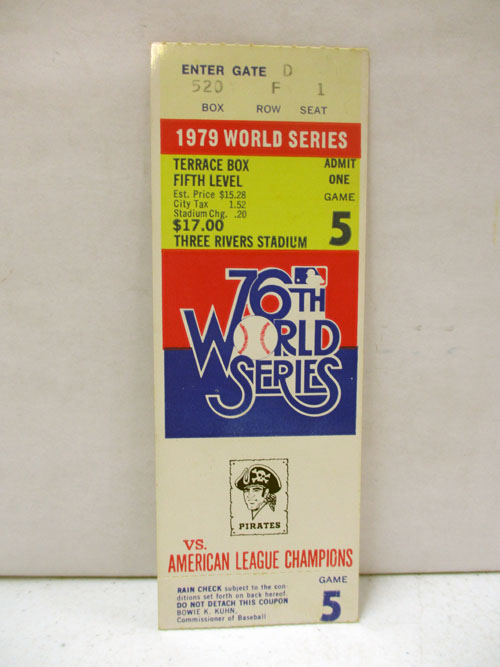 ENTER GATE D
520 F 1
BOX ROW SEAT
1979 WORLD SERIES
TERRACE BOX ADMIT
FIFTH LEVEL ONE
Est. Price $15.28 GAME
City Tax 1.52
Stadium Chg. .20
$17.00 5
THREE RIVERS STADIUM
76TH
WORLD
SERIES
PIRATES
VS.
AMERICAN LEAGUE CHAMPIONS
RAIN CHECK subject to the con- GAME
ditions set forth on back hereof.
DO NOT DETACH THIS COUPON 5
BOWIE K. KUHN,
Commissioner of Baseball